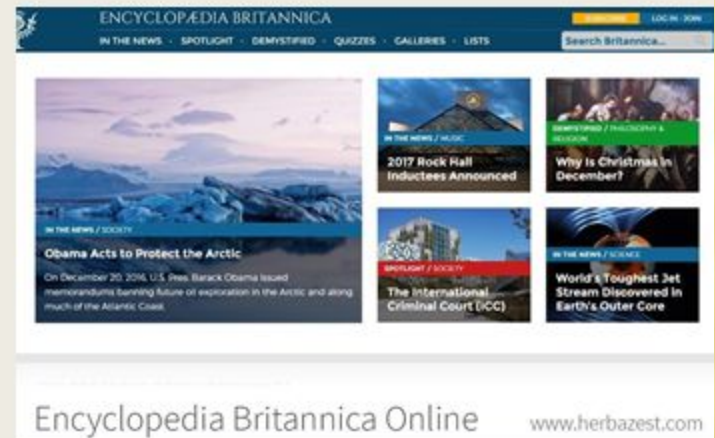 ENCYCLOPÆDIA BRITANNICA
SUBSCRIBE LOG IN · JOIN
IN THE NEWS · SPOTLIGHT · DEMYSTIFIED · QUIZZES · GALLERIES · LISTS
Search Britannica...
IN THE NEWS / SOCIETY
Obama Acts to Protect the Arctic
On December 20, 2016, U.S. Pres. Barack Obama issued
memorandums banning future oil exploration in the Arctic and along
much of the Atlantic Coast.
IN THE NEWS / MUSIC
2017 Rock Hall
Inductees Announced
DEMYSTIFIED / PHILOSOPHY &
RELIGION
Why Is Christmas in
December?
SPOTLIGHT / SOCIETY
The International
Criminal Court (ICC)
IN THE NEWS / SCIENCE
World's Toughest Jet
Stream Discovered in
Earth's Outer Core
Encyclopedia Britannica Online
www.herbazest.com